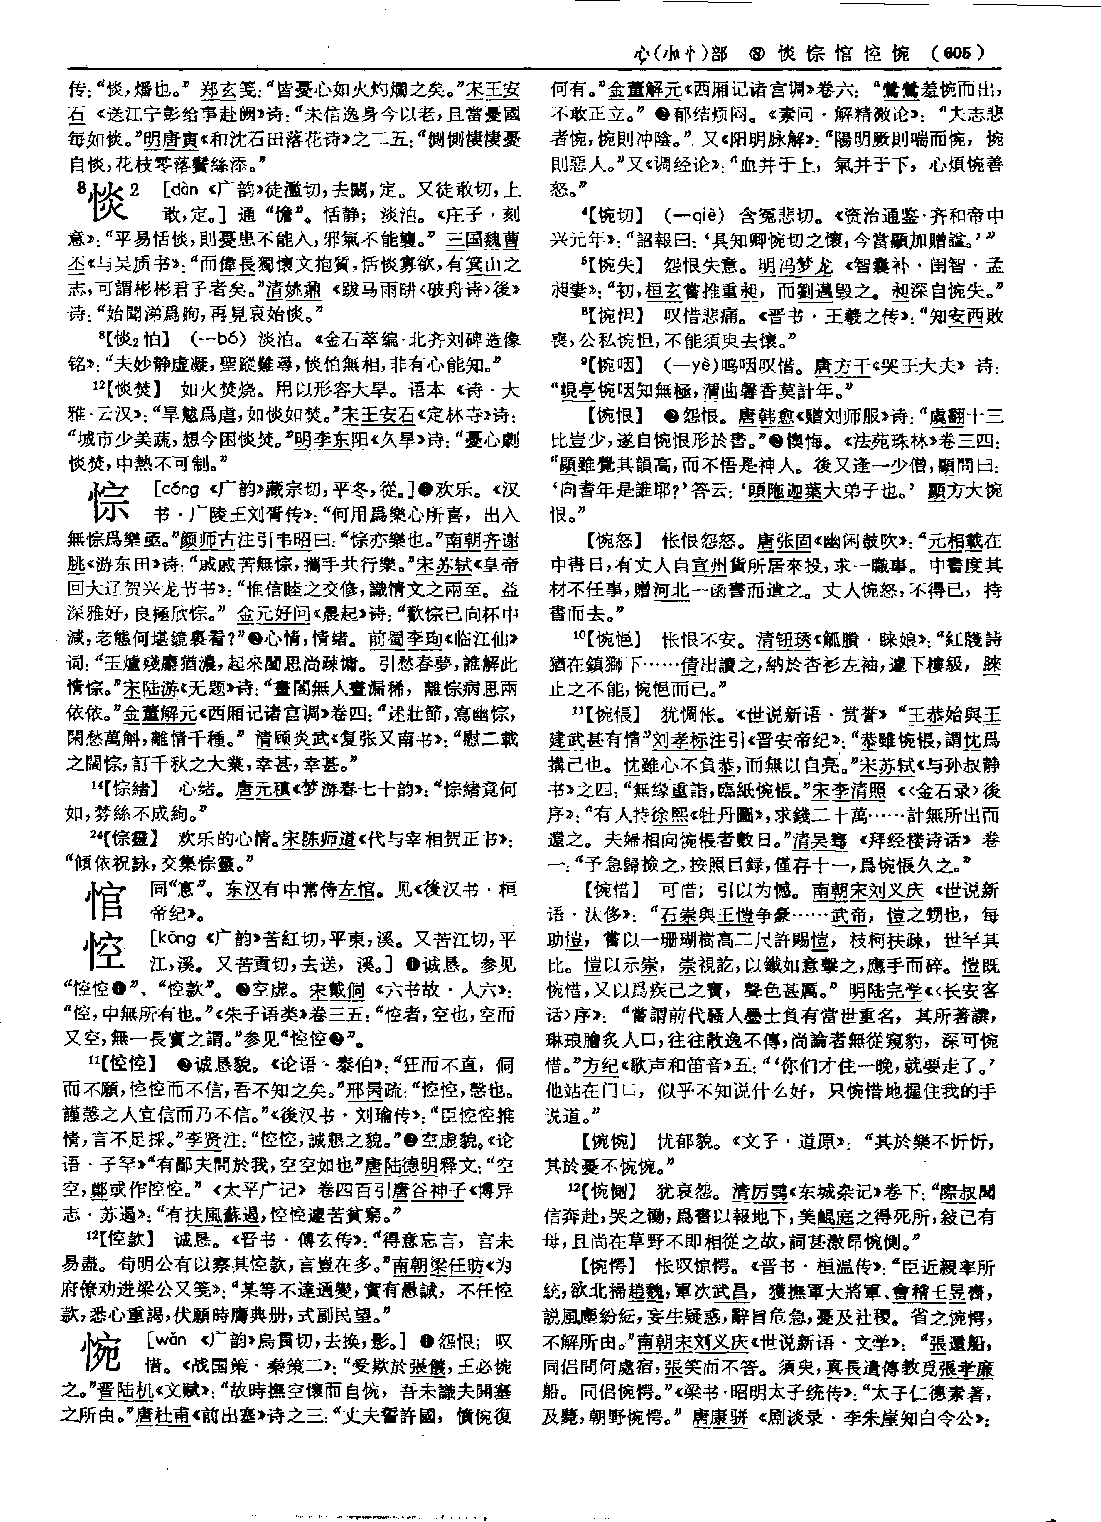 心(忄⺗)部 ⑧ 惔悰悹悾惋 (605)
传：“惔，燔也。”郑玄笺：“皆憂心如火灼爛之矣。”宋王安
石《送江宁彭给事赴阙》诗：“未信逸身今以老，且當憂國
每如惔。”明唐寅《和沈石田落花诗》之二五：“惻惻悽悽憂
自惔，花枝零落鬢絲添。”
8惔2 [dàn《广韵》徒濫切，去闞，定。又徒敢切，上
敢，定。]通“憺”。恬静；淡泊。《庄子·刻
意》：“平易恬惔，則憂患不能入，邪氣不能襲。”三国魏曹
丕《与吴质书》：“而偉長獨懷文抱質，恬惔寡欲，有箕山之
志，可謂彬彬君子者矣。”清姚鼐《跋马雨畊<破舟诗>後》
诗：“始聞涕爲殉，再見哀始惔。”
8【惔2怕】（—bó）淡泊。《金石萃编·北齐刘碑造像
铭》：“夫妙静虚凝，聖蹤難尋，惔怕無相，非有心能知。”
12【惔焚】 如火焚烧。用以形容大旱。语本《诗·大
雅·云汉》：“旱魃爲虐，如惔如焚。”宋王安石《定林寺》诗：
“城市少美蔬，想今困惔焚。”明李东阳《久旱》诗：“憂心劇
惔焚，中熱不可制。”
悰 [cóng《广韵》藏宗切，平冬，從。]❶欢乐。《汉
书·广陵王刘胥传》：“何用爲樂心所喜，出入
無悰爲樂亟。”颜师古注引韦昭曰：“悰亦樂也。”南朝齐谢
朓《游东田》诗：“慼慼苦無悰，攜手共行樂。”宋苏轼《皇帝
回大辽贺兴龙节书》：“惟信睦之交修，識情文之兩至。益
深雅好，良極欣悰。”金元好问《晨起》诗：“歡悰已向杯中
減，老態何堪鏡裏看？”❷心情，情绪。前蜀李珣《临江仙》
词：“玉爐殘麝猶濃，起來閨思尚疎慵。引愁春夢，誰解此
情悰。”宋陆游《无题》诗：“畫閣無人晝漏稀，離悰病思兩
依依。”金董解元《西厢记诸宫调》卷四：“述壯節，寫幽悰，
閑愁萬斛，離情千種。”清顾炎武《复张又南书》：“慰二載
之闊悰，訂千秋之大業，幸甚，幸甚。”
14【悰緒】 心绪。唐元稹《梦游春七十韵》：“悰緒竟何
如，棼絲不成絇。”
24【悰靈】 欢乐的心情。宋陈师道《代与宰相贺正书》：
“傾依祝詠，交集悰靈。”
悹 同“悹”。东汉有中常侍左悺。见《後汉书·桓
帝纪》。
悾 [kōng《广韵》苦紅切，平東，溪。又苦江切，平
江，溪。又苦貢切，去送，溪。]❶诚恳。参见
“悾悾❶”、“悾款”。❷空虚。宋戴侗《六书故·人六》：
“悾，中無所有也。”《朱子语类》卷三五：“悾者，空也，空而
又空，無一長實之謂。”参见“悾悾❷”。
11【悾悾】 ❶诚恳貌。《论语·泰伯》：“狂而不直，侗
而不願，悾悾而不信，吾不知之矣。”邢昺疏：“悾悾，愨也。
謹愨之人宜信而乃不信。”《後汉书·刘瑜传》：“臣悾悾推
情，言不足採。”李贤注：“悾悾，誠懇之貌。”❷空虚貌。《论
语·子罕》“有鄙夫問於我，空空如也”唐陆德明释文：“空
空，鄭或作悾悾。”《太平广记》卷四百引唐谷神子《博异
志·苏遏》：“有扶風蘇遏，悾悾遽苦貧窮。”
12【悾款】 诚恳。《晋书·傅玄传》：“得意忘言，言未
易盡。苟明公有以察其悾款，言豈在多。”南朝梁任昉《为
府僚劝进梁公又笺》：“某等不達通變，實有愚誠，不任悾
款，悉心重謁，伏願時膺典册，式副民望。”
惋 [wǎn《广韵》烏貫切，去换，影。]❶怨恨；叹
惜。《战国策·秦策二》：“受欺於張儀，王必惋
之。”晋陆机《文赋》：“故時撫空懷而自惋，吾未識夫開塞
之所由。”唐杜甫《前出塞》诗之三：“丈夫誓許國，憤惋復
何有。”金董解元《西厢记诸宫调》卷六：“鶯鶯羞惋而出，
不敢正立。”❷郁结烦闷。《素问·解精微论》：“夫志悲
者惋，惋則冲陰。”又《阳明脉解》：“陽明厥則喘而惋，惋
則惡人。”又《调经论》：“血并于上，氣并于下，心煩惋善
怒。”
4【惋切】（—qiè）含冤悲切。《资治通鉴·齐和帝中
兴元年》：“詔報曰：‘具知卿惋切之懷，今當顯加贈諡。’”
5【惋失】 怨恨失意。明冯梦龙《智囊补·闺智·孟
昶妻》：“初，桓玄嘗推重昶，而劉邁毁之。昶深自惋失。”
8【惋怛】 叹惜悲痛。《晋书·王羲之传》：“知安西敗
喪，公私惋怛，不能須臾去懷。”
9【惋咽】（—yè）呜咽叹惜。唐方干《哭王大夫》诗：
“峴亭惋咽知無極，渭曲馨香莫計年。”
【惋恨】 ❶怨恨。唐韩愈《赠刘师服》诗：“虞翻十三
比豈少，遂自惋恨形於書。”❷懊悔。《法苑珠林》卷三四：
“顯雖覺其韻高，而不悟是神人。後又逢一少僧，顯問曰：
‘向耆年是誰耶？’答云：‘頭陁迦葉大弟子也。’顯方大惋
恨。”
【惋怒】 怅恨怨怒。唐张固《幽闲鼓吹》：“元相載在
中書日，有丈人自宣州貨所居來投，求一職事。中書度其
材不任事，贈河北一函書而遣之。丈人惋怒，不得已，持
書而去。”
10【惋悒】 怅恨不安。清钮琇《觚賸·睐娘》：“紅牋詩
猶在鎮獅下……倩出讀之，納於杏衫左袖，遽下樓級，睞
止之不能，惋悒而已。”
11【惋悵】 犹惆怅。《世说新语·赏誉》“王恭始與王
建武甚有情”刘孝标注引《晋安帝纪》：“恭雖惋悵，謂忱爲
搆己也。忱雖心不負恭，而無以自亮。”宋苏轼《与孙叔静
书》之四：“無緣重詣，臨紙惋悵。”宋李清照《<金石录>後
序》：“有人持徐熙《牡丹圖》，求錢二十萬……計無所出而
還之。夫婦相向惋悵者數日。”清吴骞《拜经楼诗话》卷
一：“予急歸檢之，按照目録，僅存十一，爲惋悵久之。”
【惋惜】 可惜；引以为憾。南朝宋刘义庆《世说新
语·汰侈》：“石崇與王愷争豪……武帝，愷之甥也，每
助愷，嘗以一珊瑚樹高二尺許賜愷，枝柯扶疎，世罕其
比。愷以示崇，崇視訖，以鐵如意擊之，應手而碎。愷既
惋惜，又以爲疾己之寶，聲色甚厲。”明陆完学《<长安客
话>序》：“嘗謂前代騷人墨士負有當世重名，其所著譔，
琳琅膾炙人口，往往散逸不傳，尚論者無從窺豹，深可惋
惜。”方纪《歌声和笛音》五：“‘你们才住一晚，就要走了。’
他站在门口，似乎不知说什么好，只惋惜地握住我的手
说道。”
【惋惋】 忧郁貌。《文子·道原》：“其於樂不忻忻，
其於憂不惋惋。”
12【惋惻】 犹哀怨。清厉鹗《东城杂记》卷下：“際叔聞
信奔赴，哭之慟，爲書以報地下，美鯤庭之得死所，敍已有
母，且尚在草野不即相從之故，詞甚激昂惋惻。”
【惋愕】 怅叹惊愕。《晋书·桓温传》：“臣近親率所
統，欲北掃趙魏，軍次武昌，獲撫軍大將軍、會稽王昱書，
説風塵紛紜，妄生疑惑，辭旨危急，憂及社稷。省之惋愕，
不解所由。”南朝宋刘义庆《世说新语·文学》：“張還船，
同侣問何處宿，張笑而不答。須臾，真長遣傳教覓張孝廉
船。同侣惋愕。”《梁书·昭明太子统传》：“太子仁德素著，
及薨，朝野惋愕。”唐康骈《剧谈录·李朱崖知白令公》：